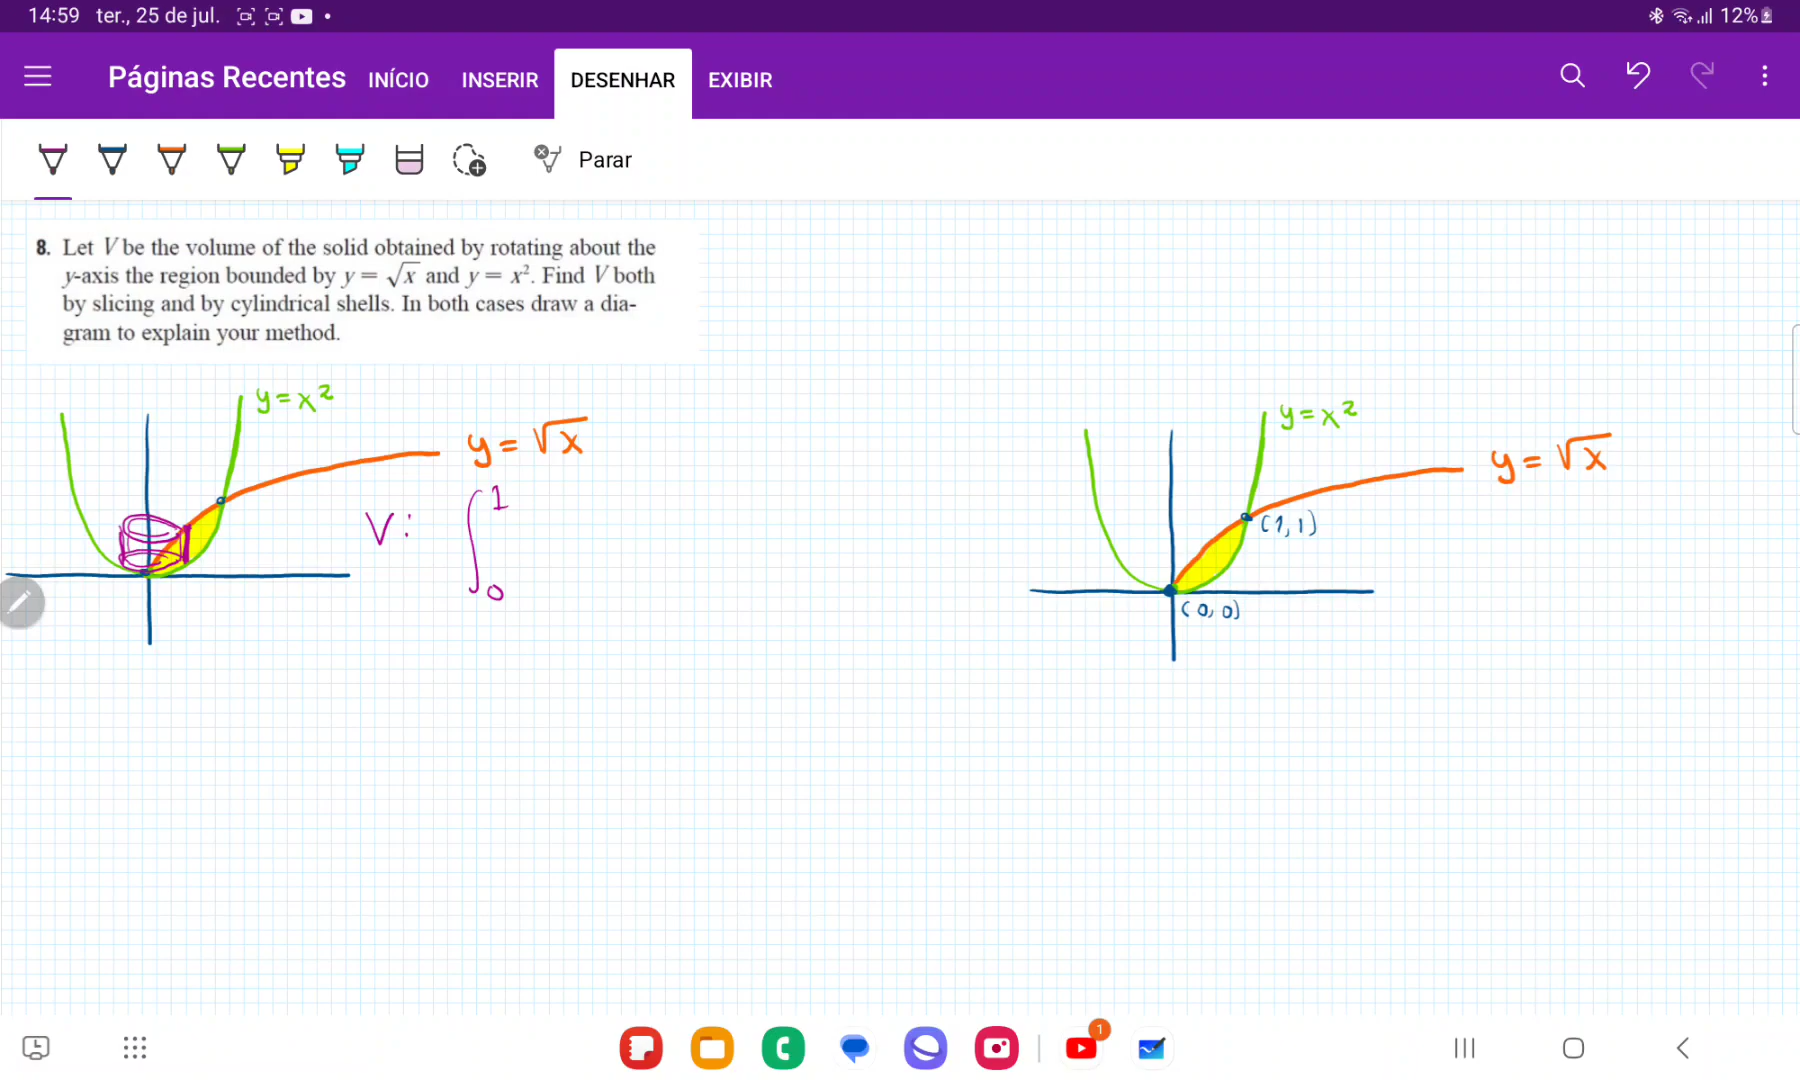 14:59 ter., 25 de jul.
12%
Páginas Recentes INÍCIO INSERIR DESENHAR EXIBIR
Parar
8. Let V be the volume of the solid obtained by rotating about the
y-axis the region bounded by y = √x and y = x². Find V both
by slicing and by cylindrical shells. In both cases draw a dia-
gram to explain your method.
y=x²
y = √x
V: ∫₀¹
y=x²
y = √x
(1,1)
(0,0)
1